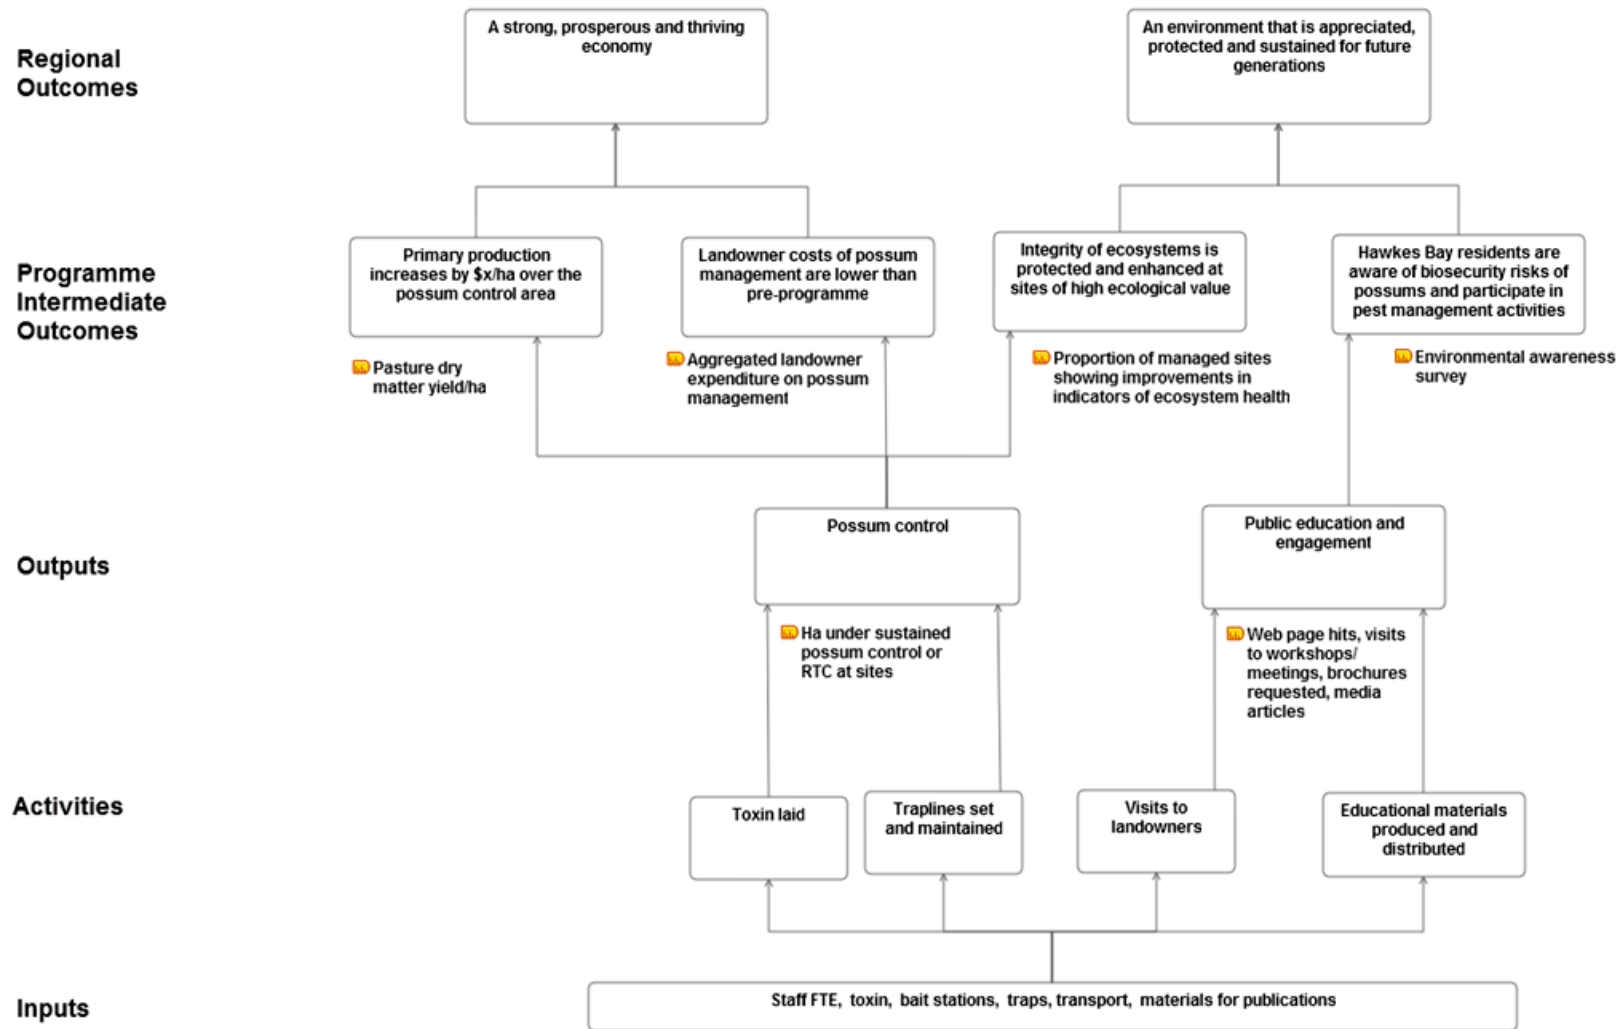 Regional
Outcomes
A strong, prosperous and thriving
economy
An environment that is appreciated,
protected and sustained for future
generations
Programme
Intermediate
Outcomes
Primary production
increases by $x/ha over the
possum control area
Landowner costs of possum
management are lower than
pre-programme
Integrity of ecosystems is
protected and enhanced at
sites of high ecological value
Hawkes Bay residents are
aware of biosecurity risks of
possums and participate in
pest management activities
Pasture dry
matter yield/ha
Aggregated landowner
expenditure on possum
management
Proportion of managed sites
showing improvements in
indicators of ecosystem health
Environmental awareness
survey
Outputs
Possum control
Public education and
engagement
Ha under sustained
possum control or
RTC at sites
Web page hits, visits
to workshops/
meetings, brochures
requested, media
articles
Activities
Toxin laid
Traplines set
and maintained
Visits to
landowners
Educational materials
produced and
distributed
Inputs
Staff FTE, toxin, bait stations, traps, transport, materials for publications